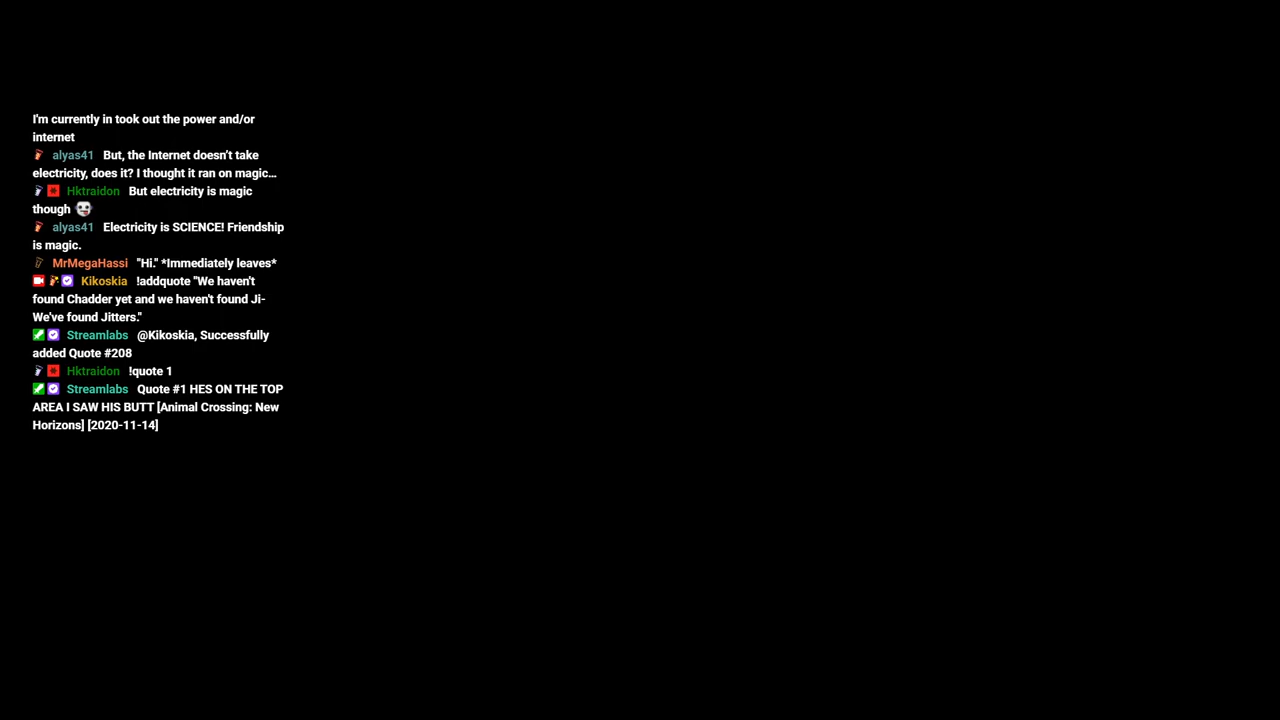 I'm currently in took out the power and/or
internet
alyas41 But, the Internet doesn't take
electricity, does it? I thought it ran on magic...
Hktraidon But electricity is magic
though
alyas41 Electricity is SCIENCE! Friendship
is magic.
MrMegaHassi "Hi." *Immediately leaves*
Kikoskia !addquote "We haven't
found Chadder yet and we haven't found Ji-
We've found Jitters."
Streamlabs @Kikoskia, Successfully
added Quote #208
Hktraidon !quote 1
Streamlabs Quote #1 HES ON THE TOP
AREA I SAW HIS BUTT [Animal Crossing: New
Horizons] [2020-11-14]